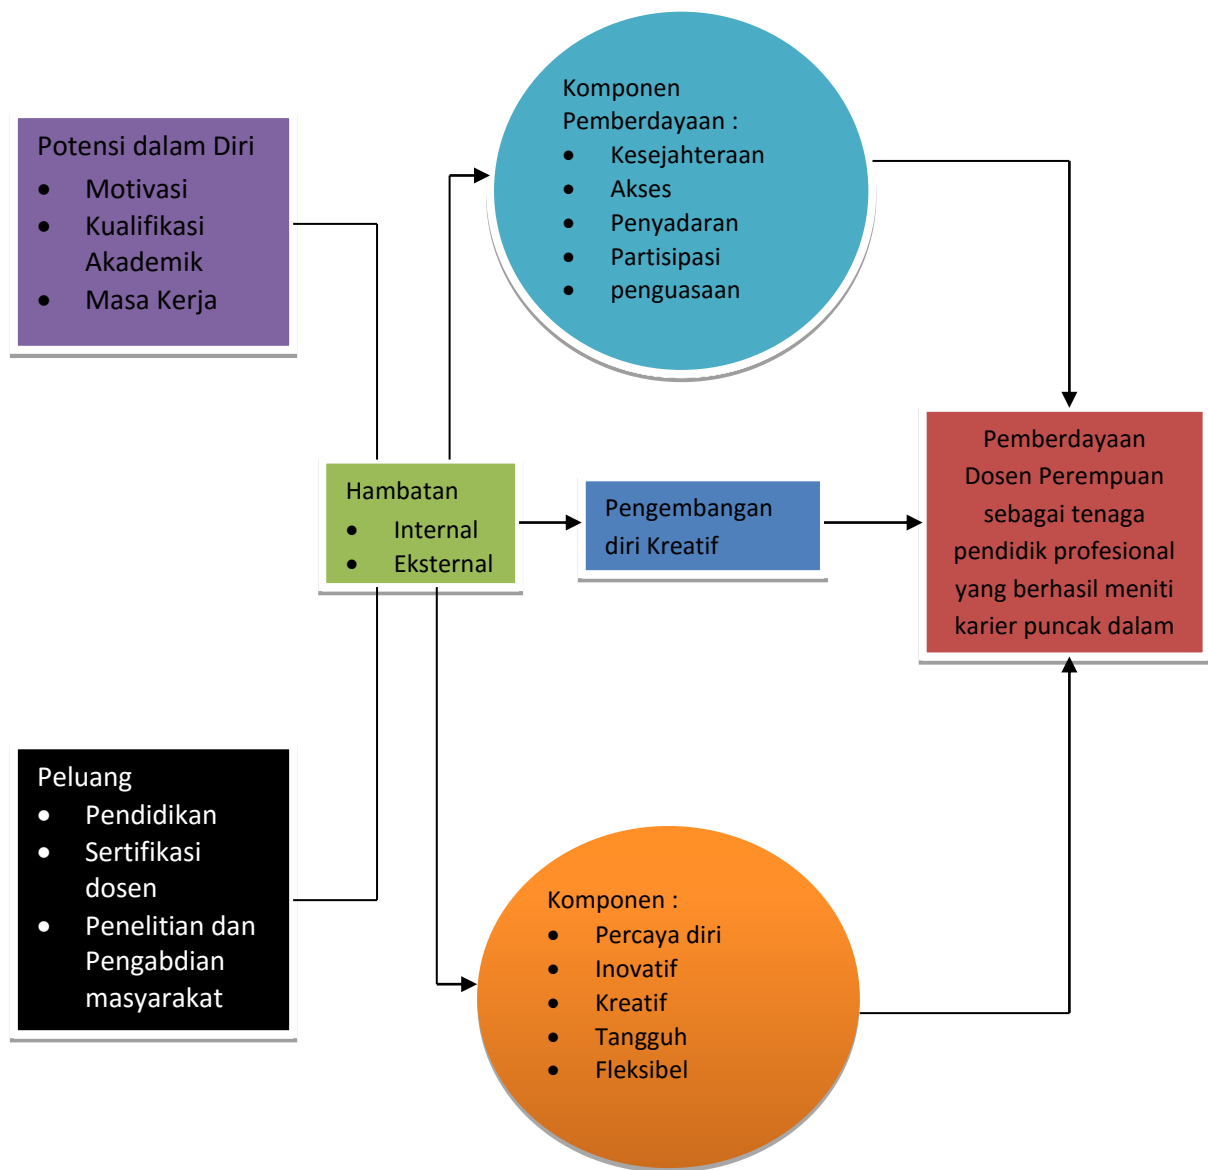 Potensi dalam Diri
• Motivasi
• Kualifikasi
Akademik
• Masa Kerja
Komponen
Pemberdayaan :
• Kesejahteraan
• Akses
• Penyadaran
• Partisipasi
• penguasaan
Hambatan
• Internal
• Eksternal
Pengembangan
diri Kreatif
Pemberdayaan
Dosen Perempuan
sebagai tenaga
pendidik profesional
yang berhasil meniti
karier puncak dalam
Peluang
• Pendidikan
• Sertifikasi
dosen
• Penelitian dan
Pengabdian
masyarakat
Komponen :
• Percaya diri
• Inovatif
• Kreatif
• Tangguh
• Fleksibel